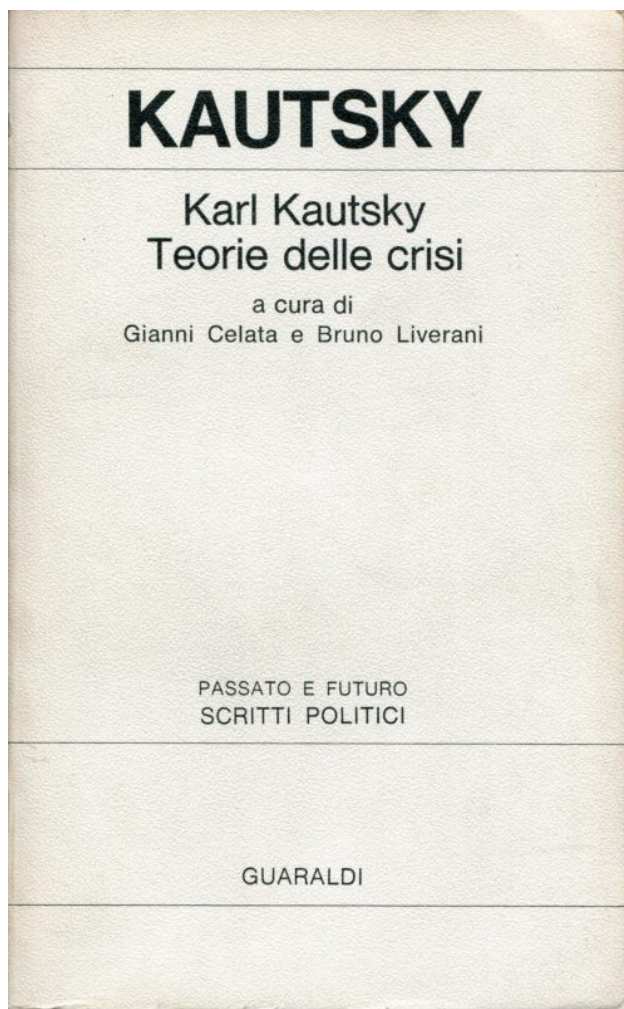 KAUTSKY
Karl Kautsky
Teorie delle crisi
a cura di
Gianni Celata e Bruno Liverani
PASSATO E FUTURO
SCRITTI POLITICI
GUARALDI